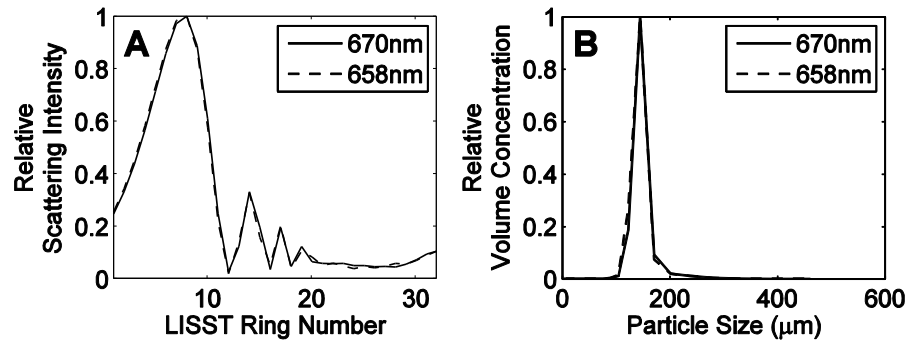 A
670nm
658nm
Relative
Scattering Intensity
1
0.8
0.6
0.4
0.2
0
10
20
30
LISST Ring Number
B
670nm
658nm
Relative
Volume Concentration
1
0.8
0.6
0.4
0.2
0
0
200
400
600
Particle Size (μm)